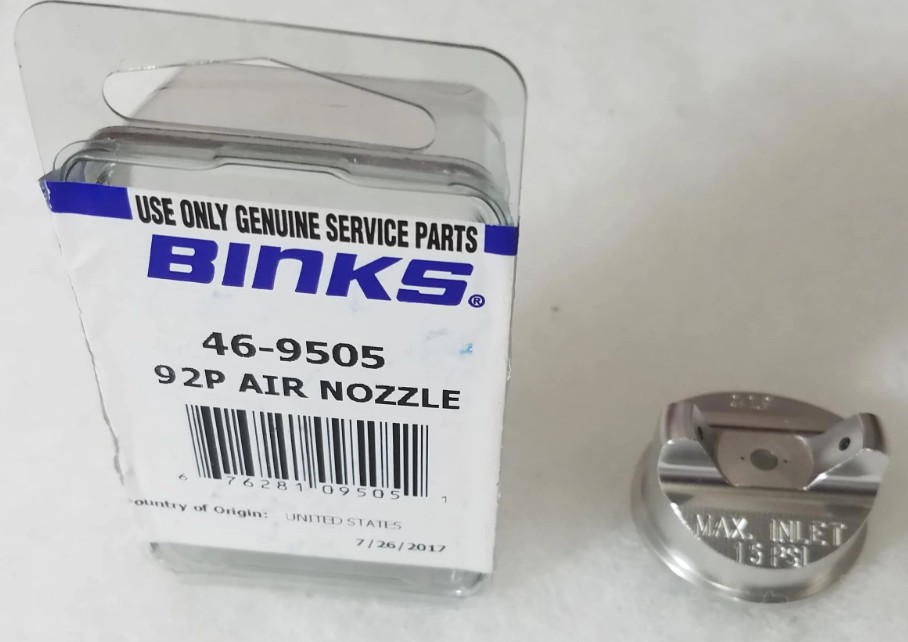 USE ONLY GENUINE SERVICE PARTS
BINKS®
46-9505
92P AIR NOZZLE
6 76281 09505 1
ountry of Origin: UNITED STATES
7/26/2017
MAX. INLET
15 PSI